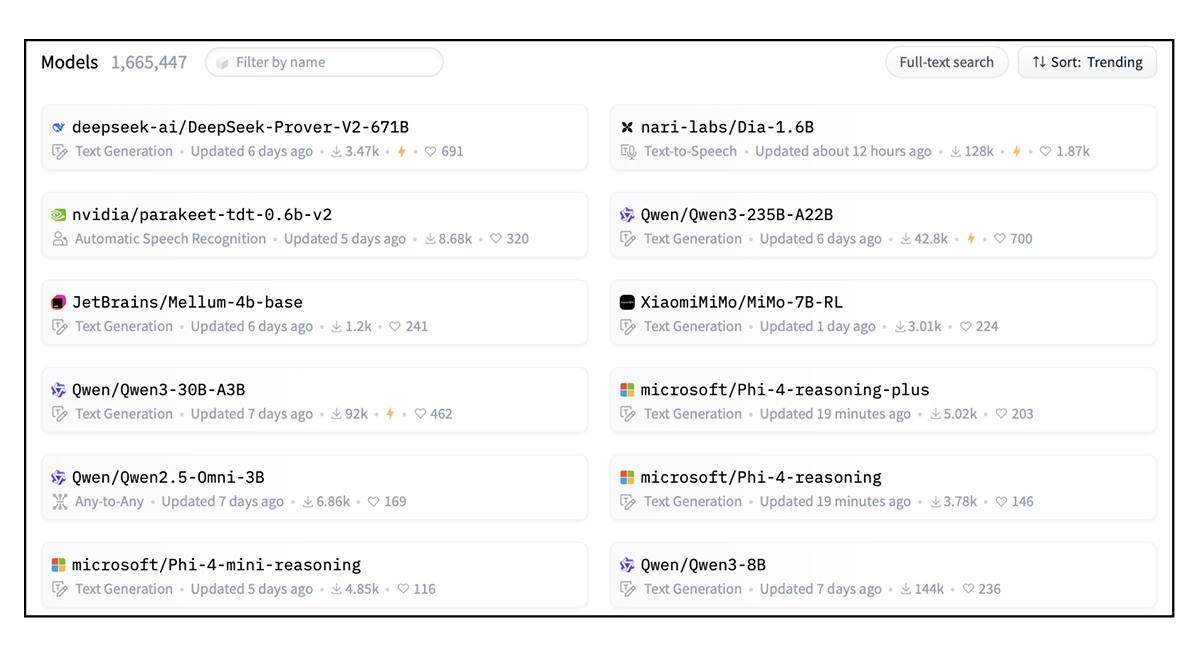 Models 1,665,447 Filter by name Full-text search Sort: Trending
deepseek-ai/DeepSeek-Prover-V2-671B
Text Generation • Updated 6 days ago • 3.47k • • 691
nari-labs/Dia-1.6B
Text-to-Speech • Updated about 12 hours ago • 128k • • 1.87k
nvidia/parakeet-tdt-0.6b-v2
Automatic Speech Recognition • Updated 5 days ago • 8.68k • 320
Qwen/Qwen3-235B-A22B
Text Generation • Updated 6 days ago • 42.8k • • 700
JetBrains/Mellum-4b-base
Text Generation • Updated 6 days ago • 1.2k • 241
XiaomiMiMo/MiMo-7B-RL
Text Generation • Updated 1 day ago • 3.01k • 224
Qwen/Qwen3-30B-A3B
Text Generation • Updated 7 days ago • 92k • • 462
microsoft/Phi-4-reasoning-plus
Text Generation • Updated 19 minutes ago • 5.02k • 203
Qwen/Qwen2.5-Omni-3B
Any-to-Any • Updated 7 days ago • 6.86k • 169
microsoft/Phi-4-reasoning
Text Generation • Updated 19 minutes ago • 3.78k • 146
microsoft/Phi-4-mini-reasoning
Text Generation • Updated 5 days ago • 4.85k • 116
Qwen/Qwen3-8B
Text Generation • Updated 7 days ago • 144k • 236